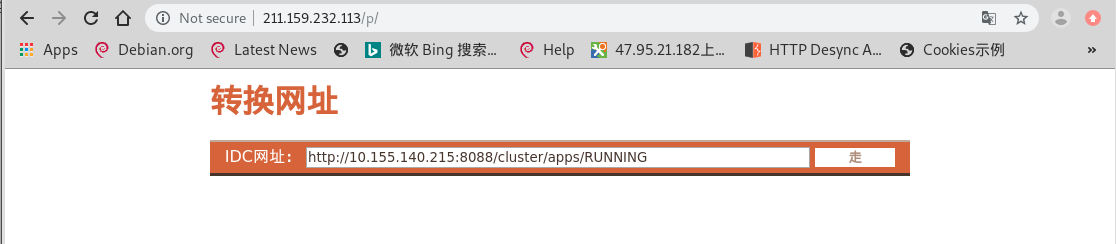 Not secure | 211.159.232.113/p/
Apps Debian.org Latest News 微软 Bing 搜索... Help 47.95.21.182上... HTTP Desync A... Cookies示例 »
转换网址
IDC网址： http://10.155.140.215:8088/cluster/apps/RUNNING 走